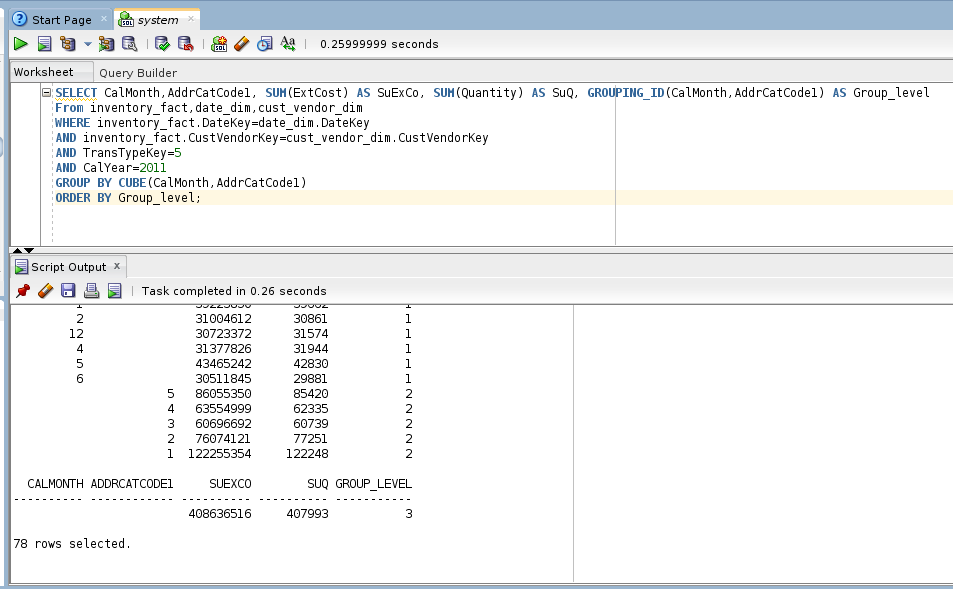 Start Page
system
0.25999999 seconds
Worksheet Query Builder
SELECT CalMonth,AddrCatCode1, SUM(ExtCost) AS SuExCo, SUM(Quantity) AS SuQ, GROUPING_ID(CalMonth,AddrCatCode1) AS Group_level
From inventory_fact,date_dim,cust_vendor_dim
WHERE inventory_fact.DateKey=date_dim.DateKey
AND inventory_fact.CustVendorKey=cust_vendor_dim.CustVendorKey
AND TransTypeKey=5
AND CalYear=2011
GROUP BY CUBE(CalMonth,AddrCatCode1)
ORDER BY Group_level;
Script Output x
Task completed in 0.26 seconds
2 31004612 30861 1
12 30723372 31574 1
4 31377826 31944 1
5 43465242 42830 1
6 30511845 29881 1
5 86055350 85420 2
4 63554999 62335 2
3 60696692 60739 2
2 76074121 77251 2
1 122255354 122248 2
CALMONTH ADDRCATCODE1 SUEXCO SUQ GROUP_LEVEL
---------- ------------ ---------- ---------- -----------
408636516 407993 3
78 rows selected.